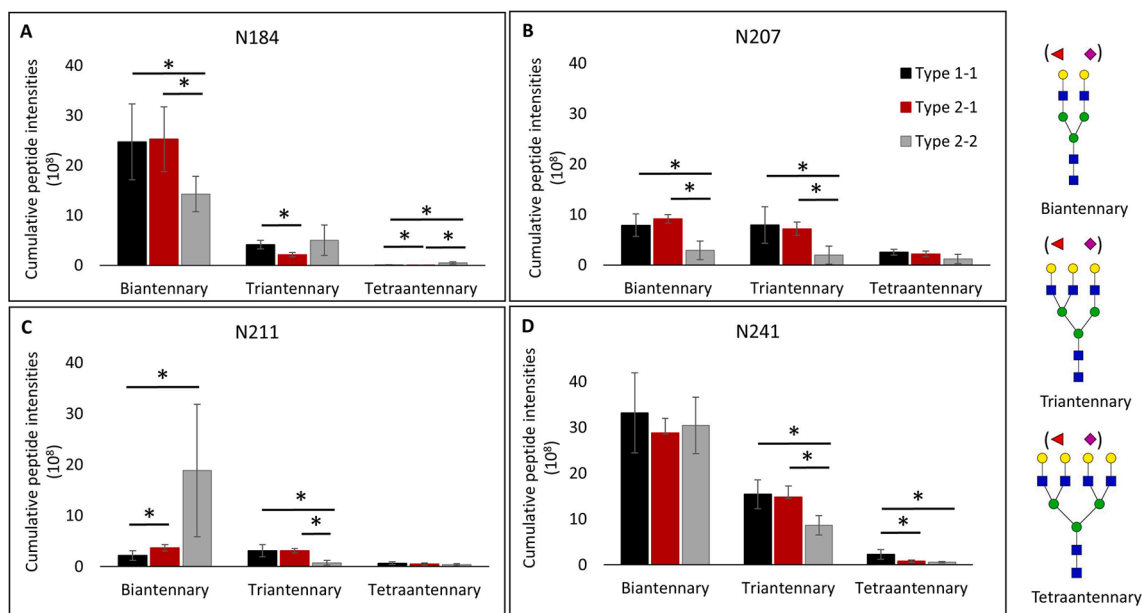 A
N184
Cumulative peptide intensities
(10⁸)
40
30
20
10
0
*
*
*
*
*
*
Biantennary Triantennary Tetraantennary
B
N207
Cumulative peptide intensities
(10⁸)
40
30
20
10
0
Type 1-1
Type 2-1
Type 2-2
*
*
*
*
Biantennary Triantennary Tetraantennary
C
N211
Cumulative peptide intensities
(10⁸)
40
30
20
10
0
*
*
*
*
Biantennary Triantennary Tetraantennary
D
N241
Cumulative peptide intensities
(10⁸)
40
30
20
10
0
*
*
*
*
Biantennary Triantennary Tetraantennary
( )
Biantennary
( )
Triantennary
( )
Tetraantennary